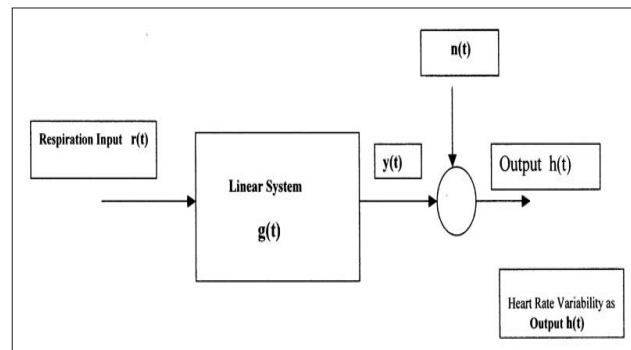 n(t)
Respiration Input r(t)
y(t)
Output h(t)
Linear System
g(t)
Heart Rate Variability as
Output h(t)